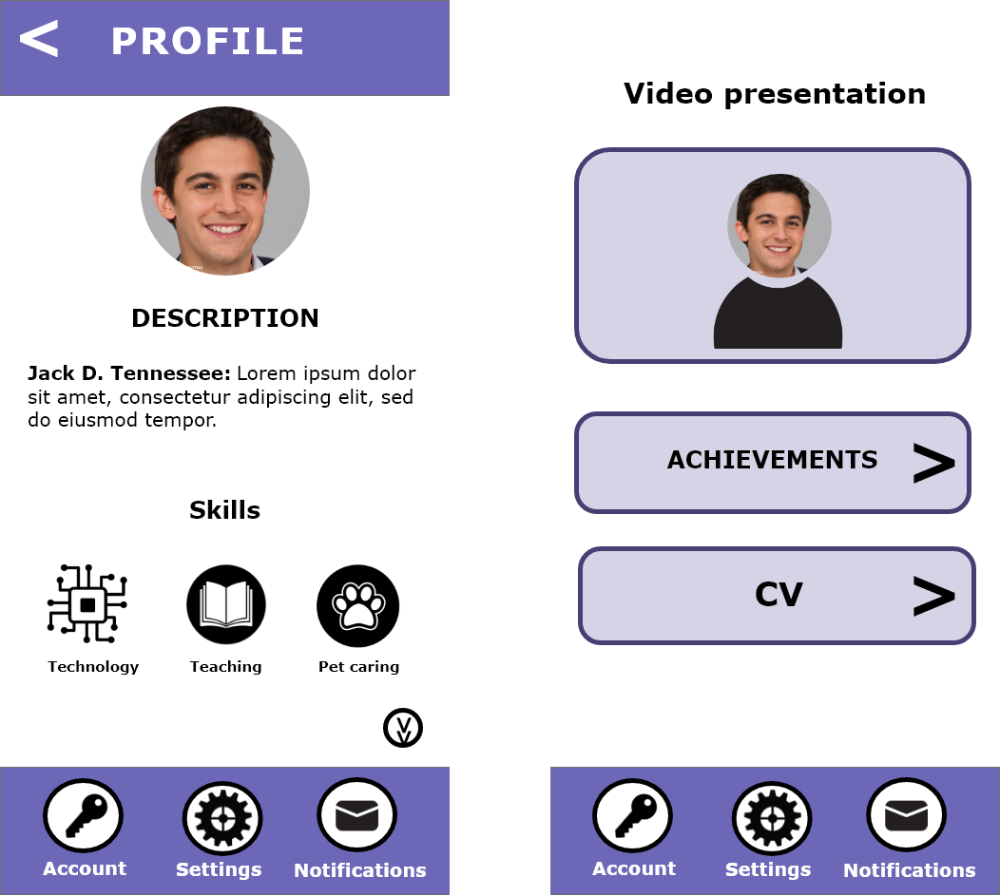 < PROFILE
DESCRIPTION
Jack D. Tennessee: Lorem ipsum dolor
sit amet, consectetur adipiscing elit, sed
do eiusmod tempor.
Skills
Technology Teaching Pet caring
Account Settings Notifications
Video presentation
ACHIEVEMENTS >
CV >
Account Settings Notifications